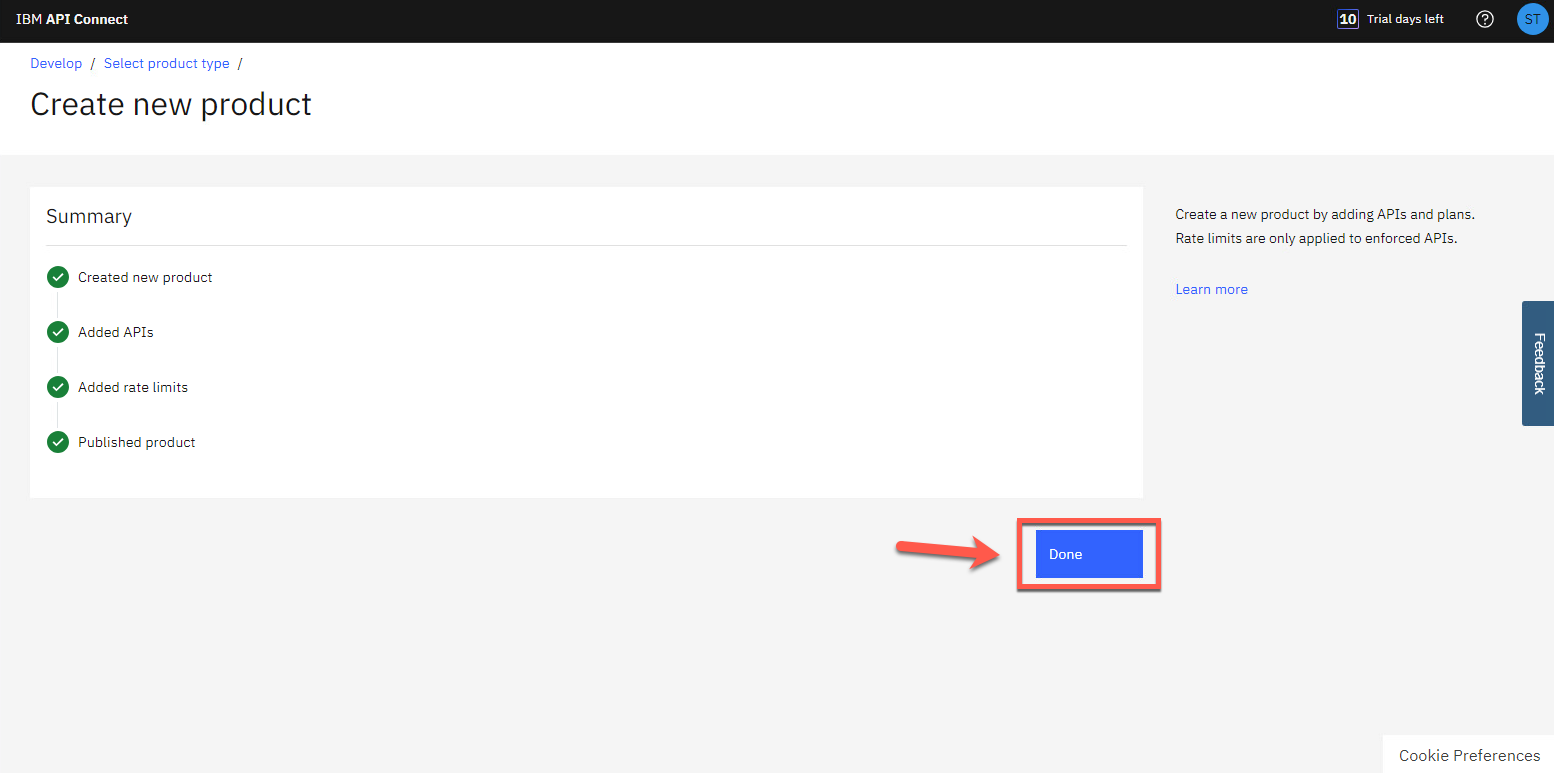 IBM API Connect
10 Trial days left
ST
Develop / Select product type /
Create new product
Summary
Created new product
Added APIs
Added rate limits
Published product
Create a new product by adding APIs and plans.
Rate limits are only applied to enforced APIs.
Learn more
Feedback
Done
Cookie Preferences